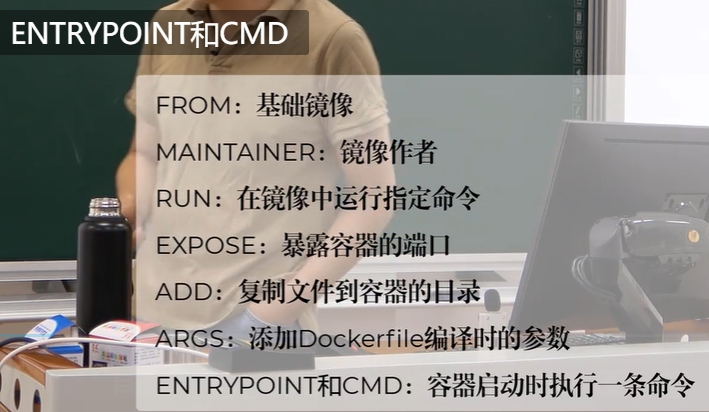 ENTRYPOINT和CMD
FROM：基础镜像
MAINTAINER：镜像作者
RUN：在镜像中运行指定命令
EXPOSE：暴露容器的端口
ADD：复制文件到容器的目录
ARGS：添加Dockerfile编译时的参数
ENTRYPOINT和CMD：容器启动时执行一条命令